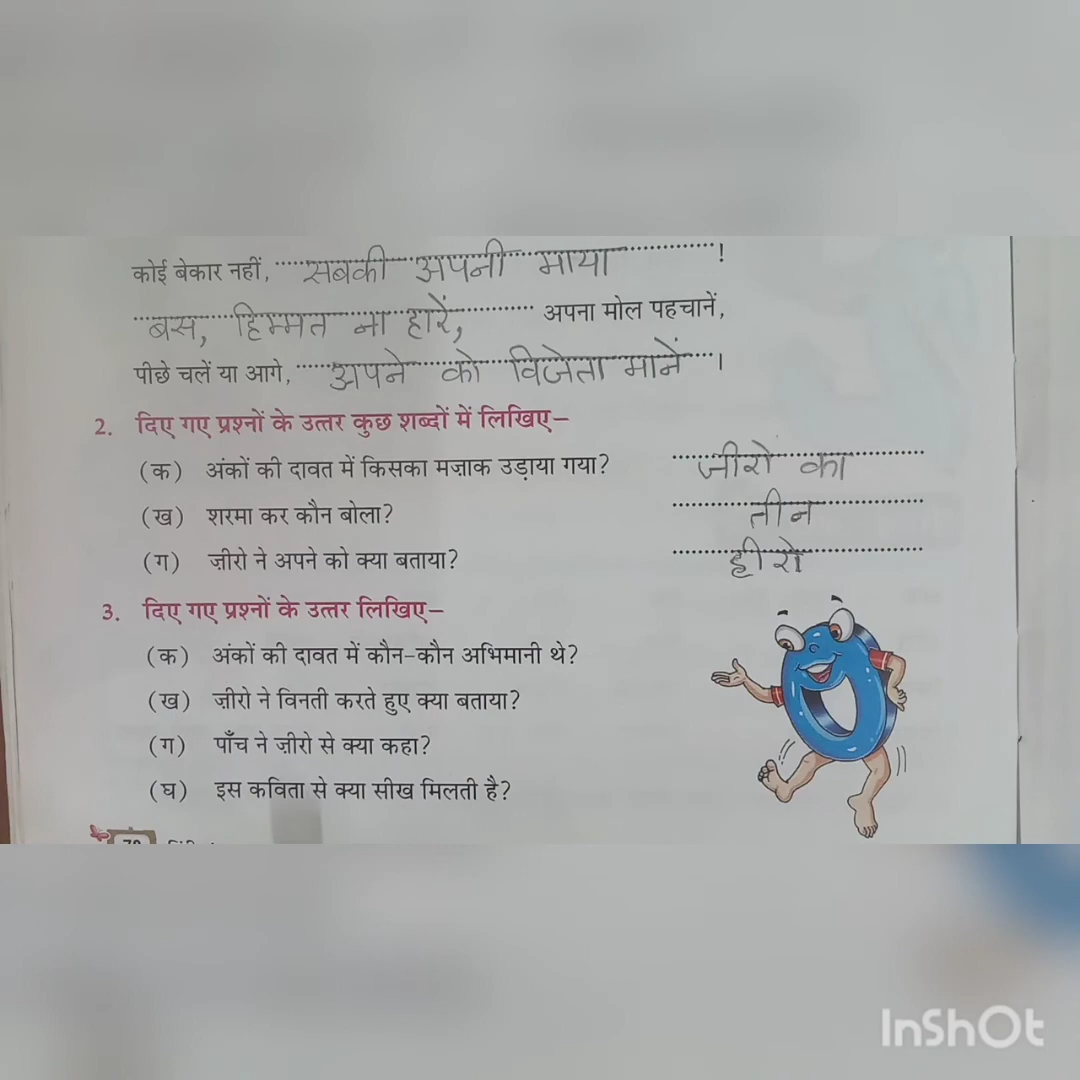 कोई बेकार नहीं, सबकी अपनी माया !
बस, हिम्मत ना हारें, अपना मोल पहचानें,
पीछे चलें या आगे, अपने को विजेता मानें ।
2. दिए गए प्रश्नों के उत्तर कुछ शब्दों में लिखिए–
(क) अंकों की दावत में किसका मज़ाक उड़ाया गया? जीरो का
(ख) शरमा कर कौन बोला? तीन
(ग) ज़ीरो ने अपने को क्या बताया? हीरो
3. दिए गए प्रश्नों के उत्तर लिखिए–
(क) अंकों की दावत में कौन-कौन अभिमानी थे?
(ख) ज़ीरो ने विनती करते हुए क्या बताया?
(ग) पाँच ने ज़ीरो से क्या कहा?
(घ) इस कविता से क्या सीख मिलती है?
InShOt